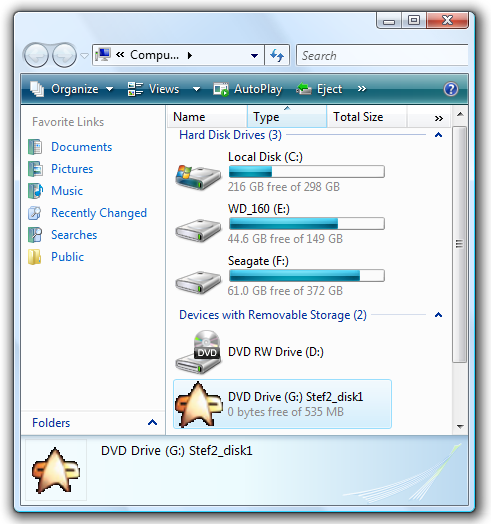 « Compu... ▸
Search
Organize Views AutoPlay Eject »
Name Type Total Size »
Favorite Links
Documents
Pictures
Music
Recently Changed
Searches
Public
Folders
Hard Disk Drives (3)
Local Disk (C:)
216 GB free of 298 GB
WD_160 (E:)
44.6 GB free of 149 GB
Seagate (F:)
61.0 GB free of 372 GB
Devices with Removable Storage (2)
DVD
DVD RW Drive (D:)
DVD Drive (G:) Stef2_disk1
0 bytes free of 535 MB
DVD Drive (G:) Stef2_disk1